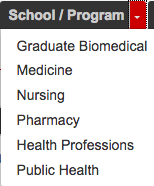 School / Program
Graduate Biomedical
Medicine
Nursing
Pharmacy
Health Professions
Public Health